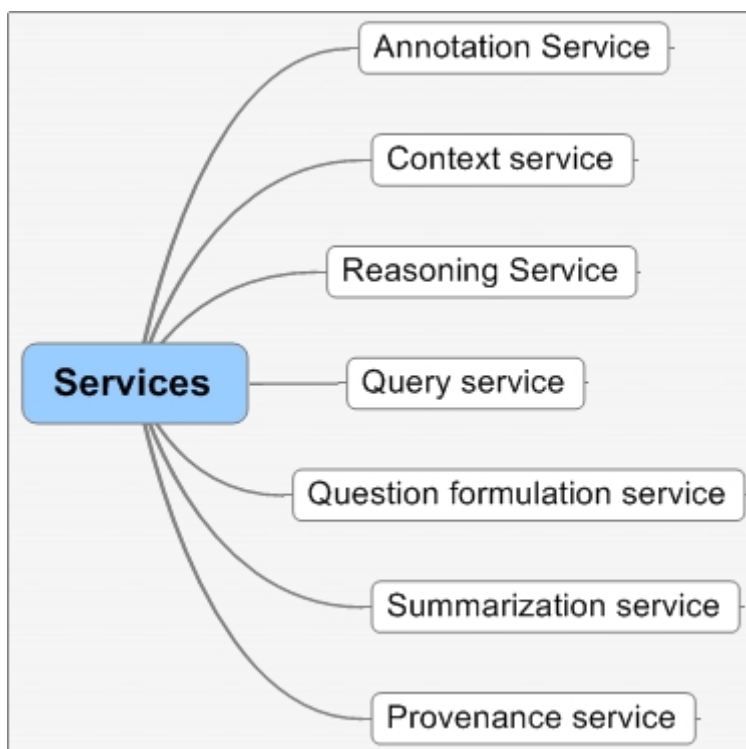 Annotation Service
Context service
Reasoning Service
Services
Query service
Question formulation service
Summarization service
Provenance service